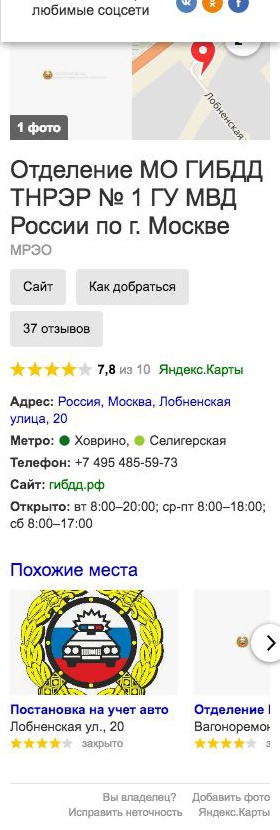 любимые соцсети
1 фото
Лобненская
Отделение МО ГИБДД
ТНРЭР № 1 ГУ МВД
России по г. Москве
МРЭО
Сайт
Как добраться
37 отзывов
7,8 из 10 Яндекс.Карты
Адрес: Россия, Москва, Лобненская
улица, 20
Метро: Ховрино, Селигерская
Телефон: +7 495 485-59-73
Сайт: гибдд.рф
Открыто: вт 8:00–20:00; ср-пт 8:00–18:00;
сб 8:00–17:00
Похожие места
Постановка на учет авто
Лобненская ул., 20
закрыто
Отделение
Вагоноремон
Вы владелец? Добавить фото
Исправить неточность Яндекс.Карты